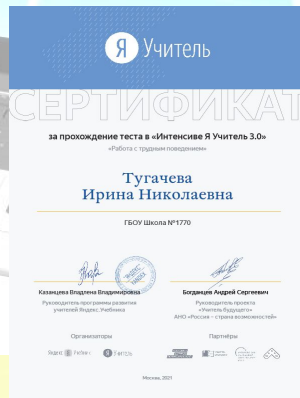 Я Учитель
СЕРТИФИКАТ
за прохождение теста в «Интенсиве Я Учитель 3.0»
«Работа с трудным поведением»
Тугачева
Ирина Николаевна
ГБОУ Школа №1770
Казанцева Владлена Владимировна
Руководитель программы развития
учителей Яндекс.Учебника
Богданцев Андрей Сергеевич
Руководитель проекта
«Учитель будущего»
АНО «Россия – страна возможностей»
Организаторы
Партнёры
Яндекс Учебник
Я Учитель
Москва, 2021